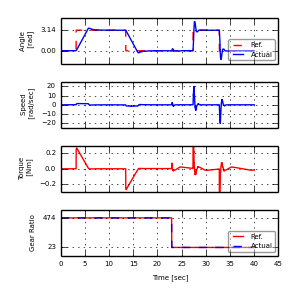 Angle
[rad]
3.14
0.00
Ref.
Actual
Speed
[rad/sec]
20
10
0
−10
−20
Torque
[Nm]
0.2
0.0
−0.2
Gear Ratio
474
23
Ref.
Actual
0 5 10 15 20 25 30 35 40 45
Time [sec]